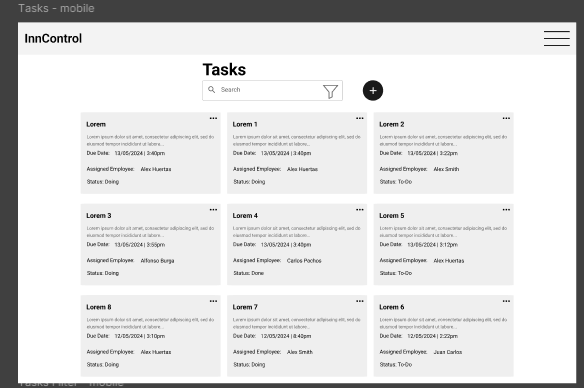 Tasks - mobile
InnControl
Tasks
Search
Lorem
Lorem ipsum dolor sit amet, consectetur adipiscing elit, sed do
eiusmod tempor incididunt ut labore...
Due Date: 13/05/2024 | 3:40pm
Assigned Employee: Alex Huertas
Status: Doing
Lorem 1
Lorem ipsum dolor sit amet, consectetur adipiscing elit, sed do
eiusmod tempor incididunt ut labore...
Due Date: 13/05/2024 | 3:40pm
Assigned Employee: Alex Huertas
Status: Doing
Lorem 2
Lorem ipsum dolor sit amet, consectetur adipiscing elit, sed do
eiusmod tempor incididunt ut labore...
Due Date: 13/05/2024 | 3:22pm
Assigned Employee: Alex Smith
Status: To-Do
Lorem 3
Lorem ipsum dolor sit amet, consectetur adipiscing elit, sed do
eiusmod tempor incididunt ut labore...
Due Date: 13/05/2024 | 3:55pm
Assigned Employee: Alfonso Burga
Status: Doing
Lorem 4
Lorem ipsum dolor sit amet, consectetur adipiscing elit, sed do
eiusmod tempor incididunt ut labore...
Due Date: 13/05/2024 | 3:40pm
Assigned Employee: Carlos Pechos
Status: Done
Lorem 5
Lorem ipsum dolor sit amet, consectetur adipiscing elit, sed do
eiusmod tempor incididunt ut labore...
Due Date: 13/05/2024 | 3:12pm
Assigned Employee: Alex Huertas
Status: To-Do
Lorem 8
Lorem ipsum dolor sit amet, consectetur adipiscing elit, sed do
eiusmod tempor incididunt ut labore...
Due Date: 12/05/2024 | 3:10pm
Assigned Employee: Alex Huertas
Status: Doing
Lorem 7
Lorem ipsum dolor sit amet, consectetur adipiscing elit, sed do
eiusmod tempor incididunt ut labore...
Due Date: 12/05/2024 | 8:40pm
Assigned Employee: Alex Smith
Status: Doing
Lorem 6
Lorem ipsum dolor sit amet, consectetur adipiscing elit, sed do
eiusmod tempor incididunt ut labore...
Due Date: 12/05/2024 | 2:22pm
Assigned Employee: Juan Carlos
Status: To-Do
Tasks Filter - mobile